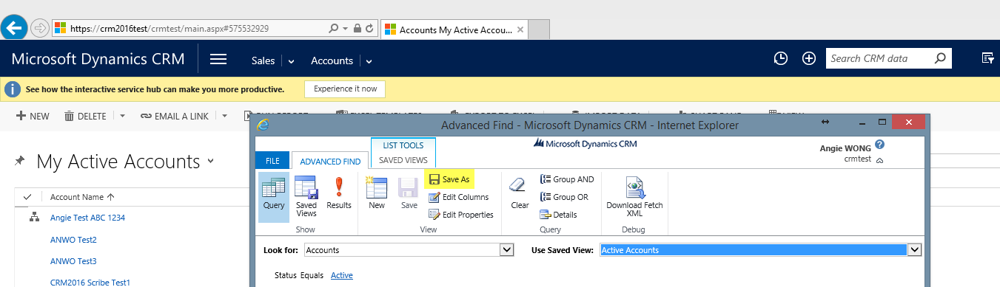 https://crm2016test/crmtest/main.aspx#575532929
Accounts My Active Accou...
Microsoft Dynamics CRM
Sales
Accounts
Search CRM data
See how the interactive service hub can make you more productive.
Experience it now
NEW
DELETE
EMAIL A LINK
Advanced Find - Microsoft Dynamics CRM - Internet Explorer
My Active Accounts
Account Name
Angie Test ABC 1234
ANWO Test2
ANWO Test3
CRM2016 Scribe Test1
Microsoft Dynamics CRM
Angie WONG
crmtest
LIST TOOLS
FILE
ADVANCED FIND
SAVED VIEWS
Query
Saved
Views
Results
Show
New
Save
Save As
Edit Columns
Edit Properties
View
Clear
Group AND
Group OR
Details
Query
Download Fetch
XML
Debug
Look for:
Accounts
Use Saved View:
Active Accounts
Status Equals Active